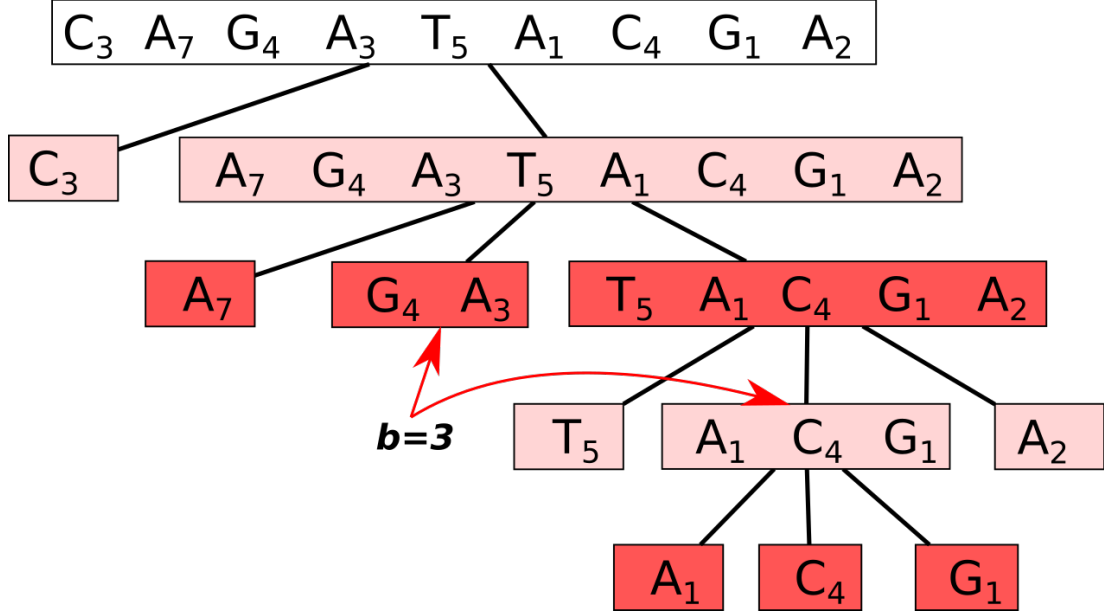 C₃ A₇ G₄ A₃ T₅ A₁ C₄ G₁ A₂
C₃ A₇ G₄ A₃ T₅ A₁ C₄ G₁ A₂
A₇ G₄ A₃ T₅ A₁ C₄ G₁ A₂
b=3 T₅ A₁ C₄ G₁ A₂
A₁ C₄ G₁